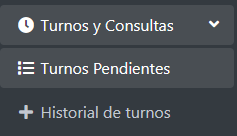 Turnos y Consultas
Turnos Pendientes
Historial de turnos